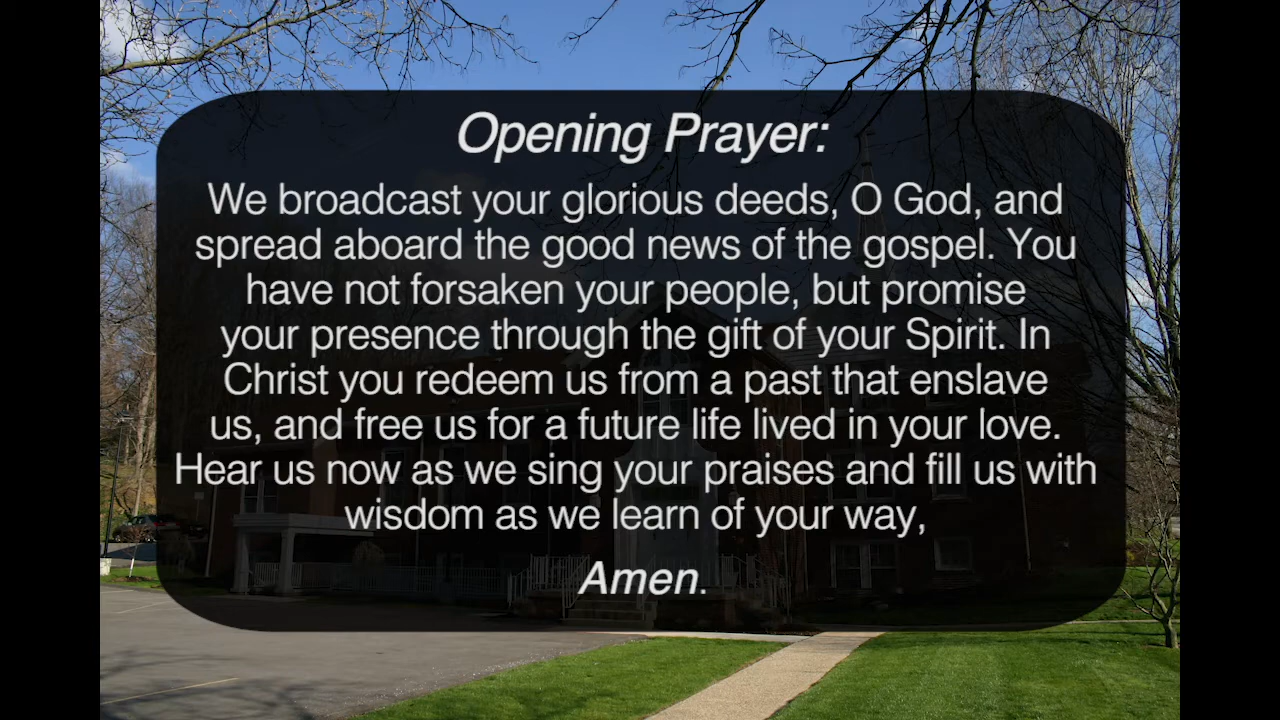 Opening Prayer:
We broadcast your glorious deeds, O God, and
spread aboard the good news of the gospel. You
have not forsaken your people, but promise
your presence through the gift of your Spirit. In
Christ you redeem us from a past that enslave
us, and free us for a future life lived in your love.
Hear us now as we sing your praises and fill us with
wisdom as we learn of your way,
Amen.